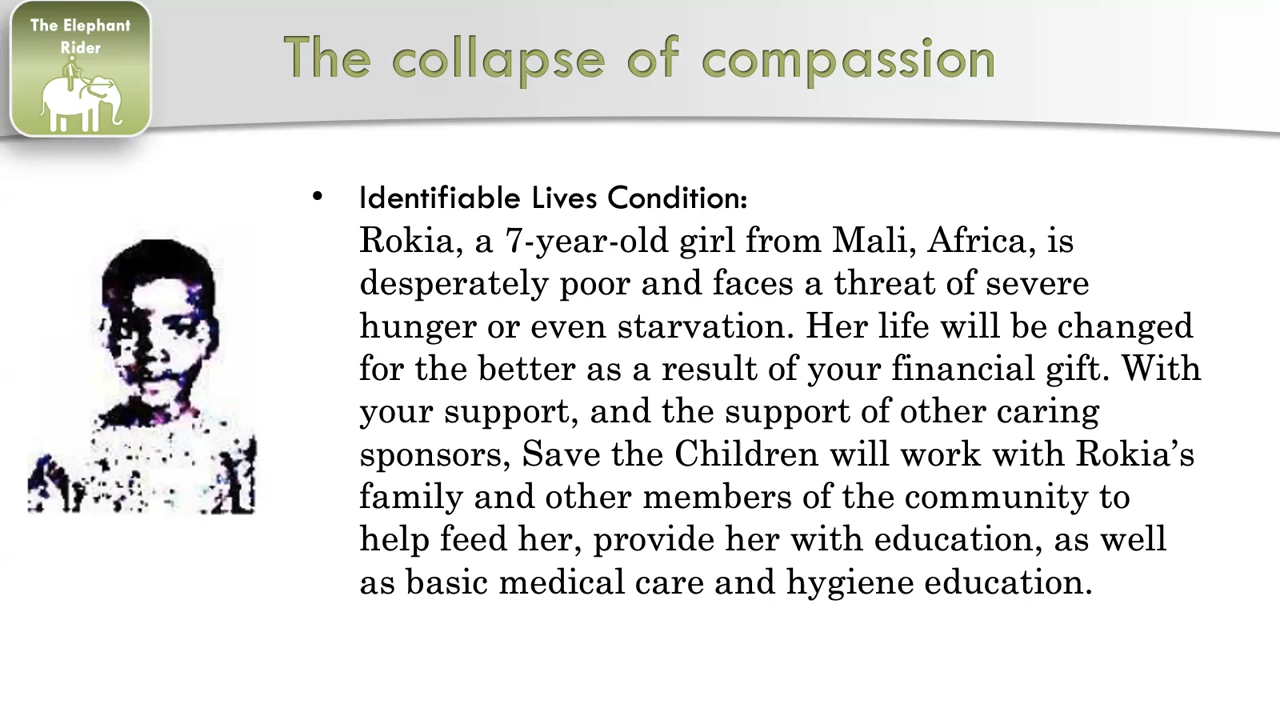 The Elephant
Rider
The collapse of compassion
• Identifiable Lives Condition:
Rokia, a 7-year-old girl from Mali, Africa, is
desperately poor and faces a threat of severe
hunger or even starvation. Her life will be changed
for the better as a result of your financial gift. With
your support, and the support of other caring
sponsors, Save the Children will work with Rokia’s
family and other members of the community to
help feed her, provide her with education, as well
as basic medical care and hygiene education.